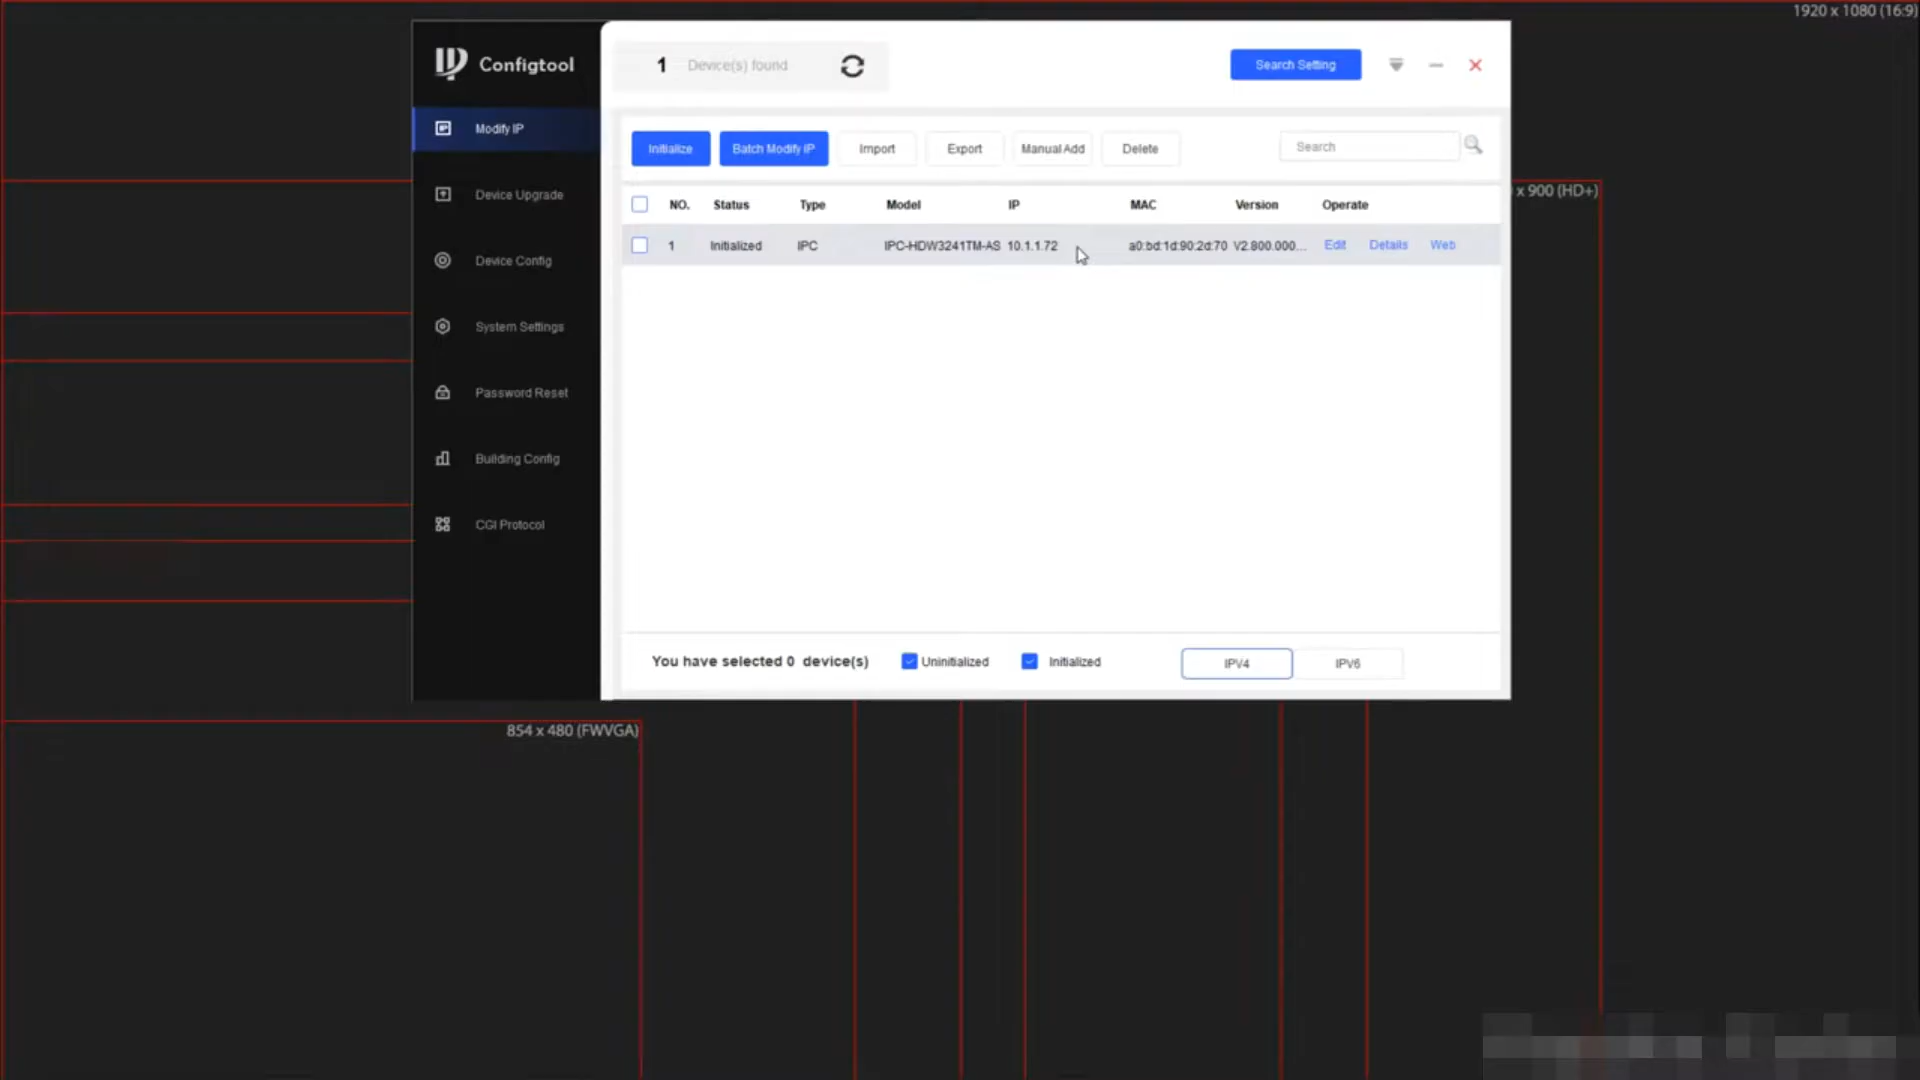 1920 x 1080 (16:9)
Configtool
1 Device(s) found
Search Setting
Modify IP
Initialize
Batch Modify IP
Import
Export
Manual Add
Delete
Search
Device Upgrade
x 900 (HD+)
NO. Status Type Model IP MAC Version Operate
1 Initialized IPC IPC-HDW3241TM-AS 10.1.1.72 a0:bd:1d:90:2d:70 V2.800.000... Edit Details Web
Device Config
System Settings
Password Reset
Building Config
CGI Protocol
You have selected 0 device(s)
Uninitialized
Initialized
IPV4
IPV6
854 x 480 (FWVGA)